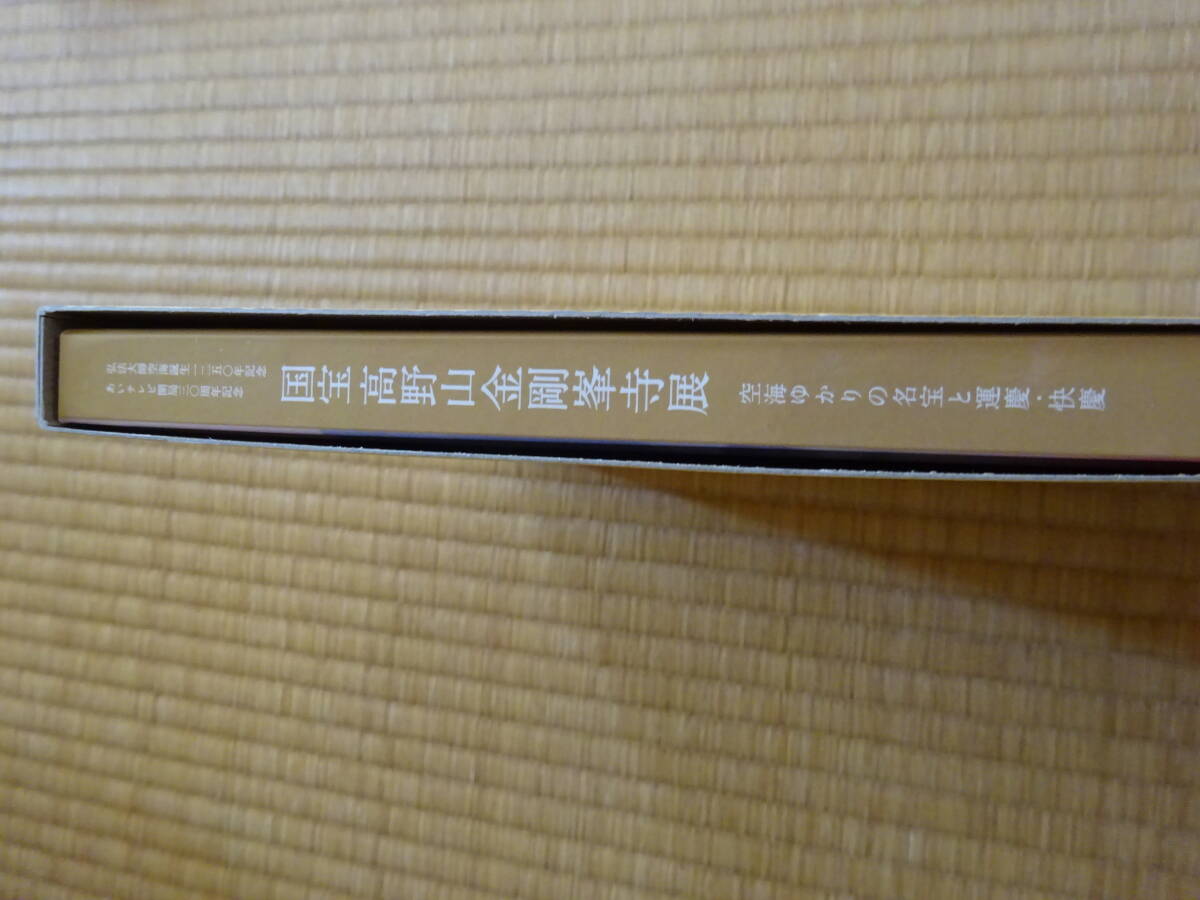 弘法大師空海誕生一二五〇年記念
あいテレビ開局三〇周年記念
国宝高野山金剛峯寺展
空海ゆかりの名宝と運慶・快慶